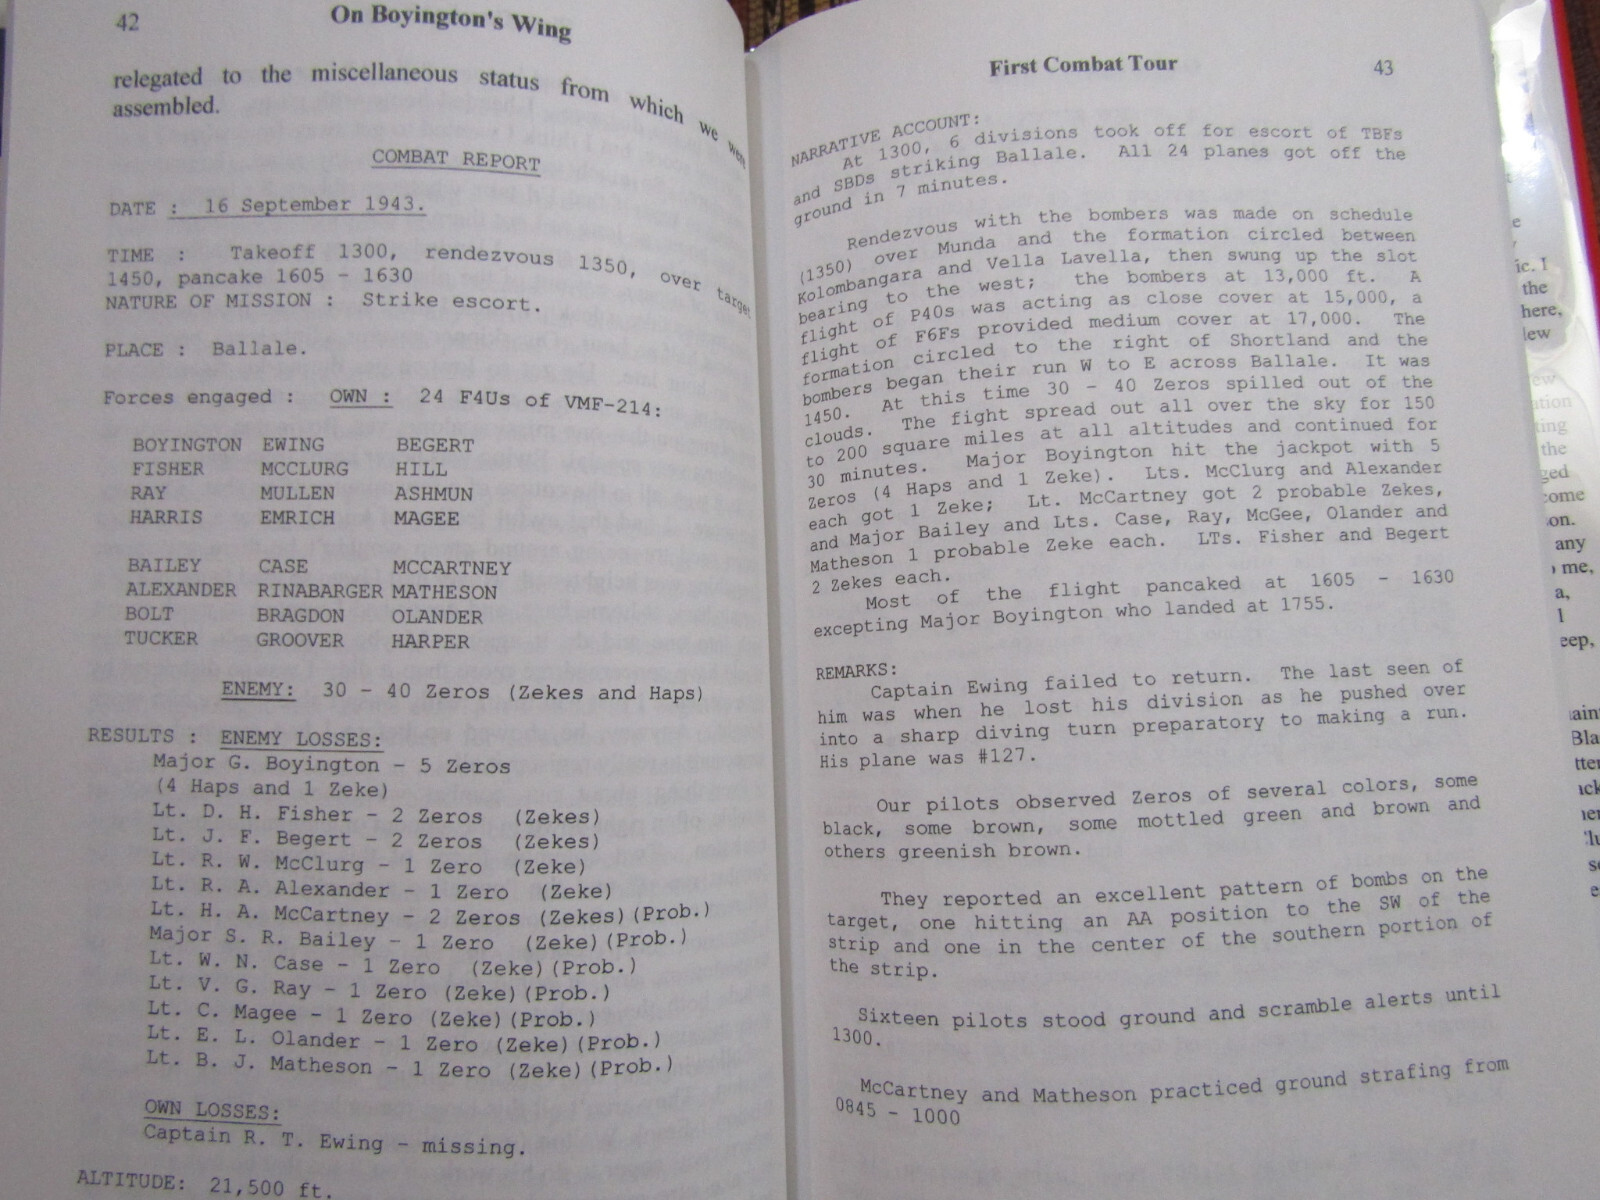 42
On Boyington's Wing
relegated to the miscellaneous status from which we were
assembled.
COMBAT REPORT
DATE : 16 September 1943.
TIME : Takeoff 1300, rendezvous 1350, over target
1450, pancake 1605 - 1630
NATURE OF MISSION : Strike escort.
PLACE : Ballale.
Forces engaged : OWN : 24 F4Us of VMF-214:
BOYINGTON EWING BEGERT
FISHER MCCLURG HILL
RAY MULLEN ASHMUN
HARRIS EMRICH MAGEE
BAILEY CASE MCCARTNEY
ALEXANDER RINABARGER MATHESON
BOLT BRAGDON OLANDER
TUCKER GROOVER HARPER
ENEMY: 30 - 40 Zeros (Zekes and Haps)
RESULTS : ENEMY LOSSES:
Major G. Boyington - 5 Zeros
(4 Haps and 1 Zeke)
Lt. D. H. Fisher - 2 Zeros (Zekes)
Lt. J. F. Begert - 2 Zeros (Zekes)
Lt. R. W. McClurg - 1 Zero (Zeke)
Lt. R. A. Alexander - 1 Zero (Zeke)
Lt. H. A. McCartney - 2 Zeros (Zekes)(Prob.)
Major S. R. Bailey - 1 Zero (Zeke)(Prob.)
Lt. W. N. Case - 1 Zero (Zeke)(Prob.)
Lt. V. G. Ray - 1 Zero (Zeke)(Prob.)
Lt. C. Magee - 1 Zero (Zeke)(Prob.)
Lt. E. L. Olander - 1 Zero (Zeke)(Prob.)
Lt. B. J. Matheson - 1 Zero (Zeke)(Prob.)
OWN LOSSES:
Captain R. T. Ewing - missing.
ALTITUDE: 21,500 ft.
First Combat Tour
43
NARRATIVE ACCOUNT:
At 1300, 6 divisions took off for escort of TBFs
and SBDs striking Ballale. All 24 planes got off the
ground in 7 minutes.
Rendezvous with the bombers was made on schedule
(1350) over Munda and the formation circled between
Kolombangara and Vella Lavella, then swung up the slot
bearing to the west; the bombers at 13,000 ft. A
flight of P40s was acting as close cover at 15,000, a
flight of F6Fs provided medium cover at 17,000. The
formation circled to the right of Shortland and the
bombers began their run W to E across Ballale. It was
1450. At this time 30 - 40 Zeros spilled out of the
clouds. The fight spread out all over the sky for 150
to 200 square miles at all altitudes and continued for
30 minutes. Major Boyington hit the jackpot with 5
Zeros (4 Haps and 1 Zeke). Lts. McClurg and Alexander
each got 1 Zeke; Lt. McCartney got 2 probable Zekes,
and Major Bailey and Lts. Case, Ray, McGee, Olander and
Matheson 1 probable Zeke each. LTs. Fisher and Begert
2 Zekes each.
Most of the flight pancaked at 1605 - 1630
excepting Major Boyington who landed at 1755.
REMARKS:
Captain Ewing failed to return. The last seen of
him was when he lost his division as he pushed over
into a sharp diving turn preparatory to making a run.
His plane was #127.
Our pilots observed Zeros of several colors, some
black, some brown, some mottled green and brown and
others greenish brown.
They reported an excellent pattern of bombs on the
target, one hitting an AA position to the SW of the
strip and one in the center of the southern portion of
the strip.
Sixteen pilots stood ground and scramble alerts until
1300.
McCartney and Matheson practiced ground strafing from
0845 - 1000